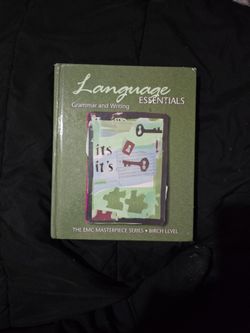 Language
ESSENTIALS
Grammar and Writing
its
it's
THE EMC MASTERPIECE SERIES • BIRCH LEVEL